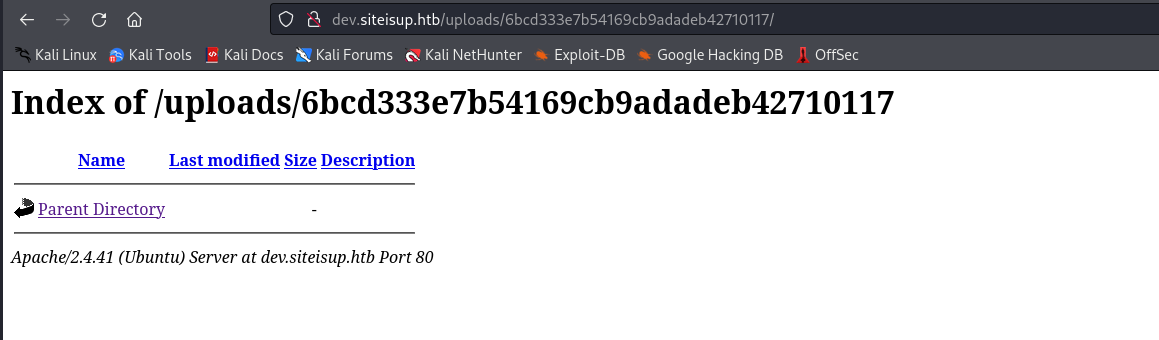 dev.siteisup.htb/uploads/6bcd333e7b54169cb9adadeb42710117/
Kali Linux Kali Tools Kali Docs Kali Forums Kali NetHunter Exploit-DB Google Hacking DB OffSec
Index of /uploads/6bcd333e7b54169cb9adadeb42710117
Name Last modified Size Description
Parent Directory -
Apache/2.4.41 (Ubuntu) Server at dev.siteisup.htb Port 80